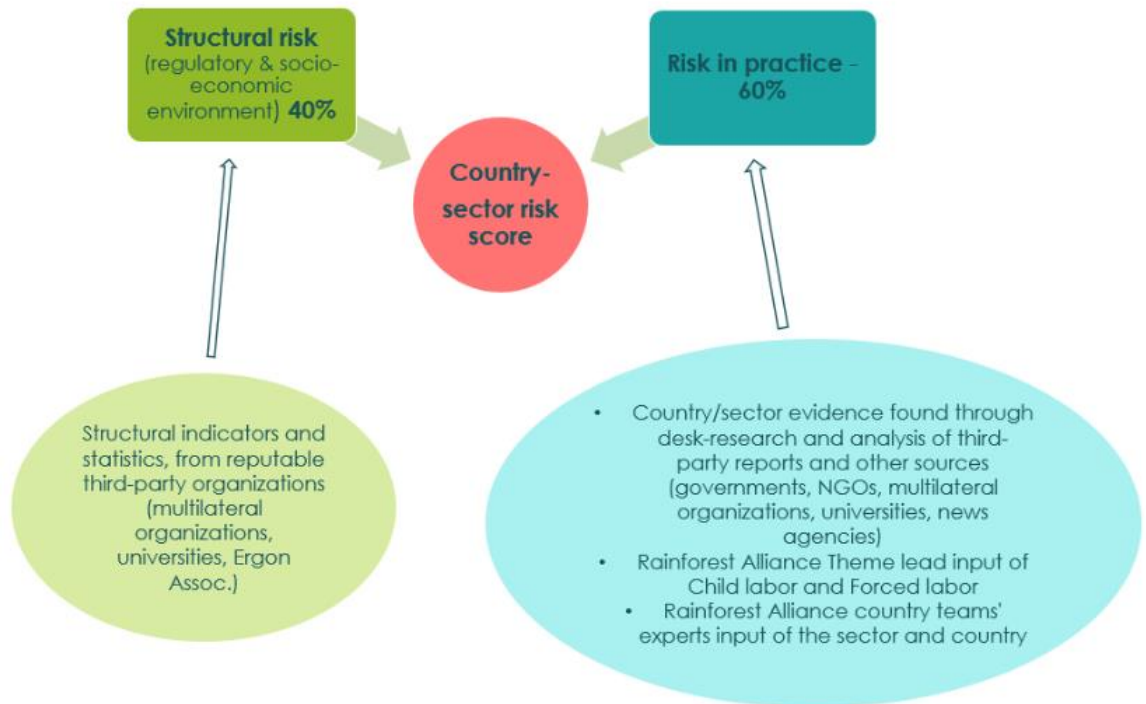 Structural risk
(regulatory & socio-
economic
environment) 40%
Risk in practice –
60%
Country-
sector risk
score
Structural indicators and
statistics, from reputable
third-party organizations
(multilateral
organizations,
universities, Ergon
Assoc.)
• Country/sector evidence found through
desk-research and analysis of third-
party reports and other sources
(governments, NGOs, multilateral
organizations, universities, news
agencies)
• Rainforest Alliance Theme lead input of
Child labor and Forced labor
• Rainforest Alliance country teams'
experts input of the sector and country